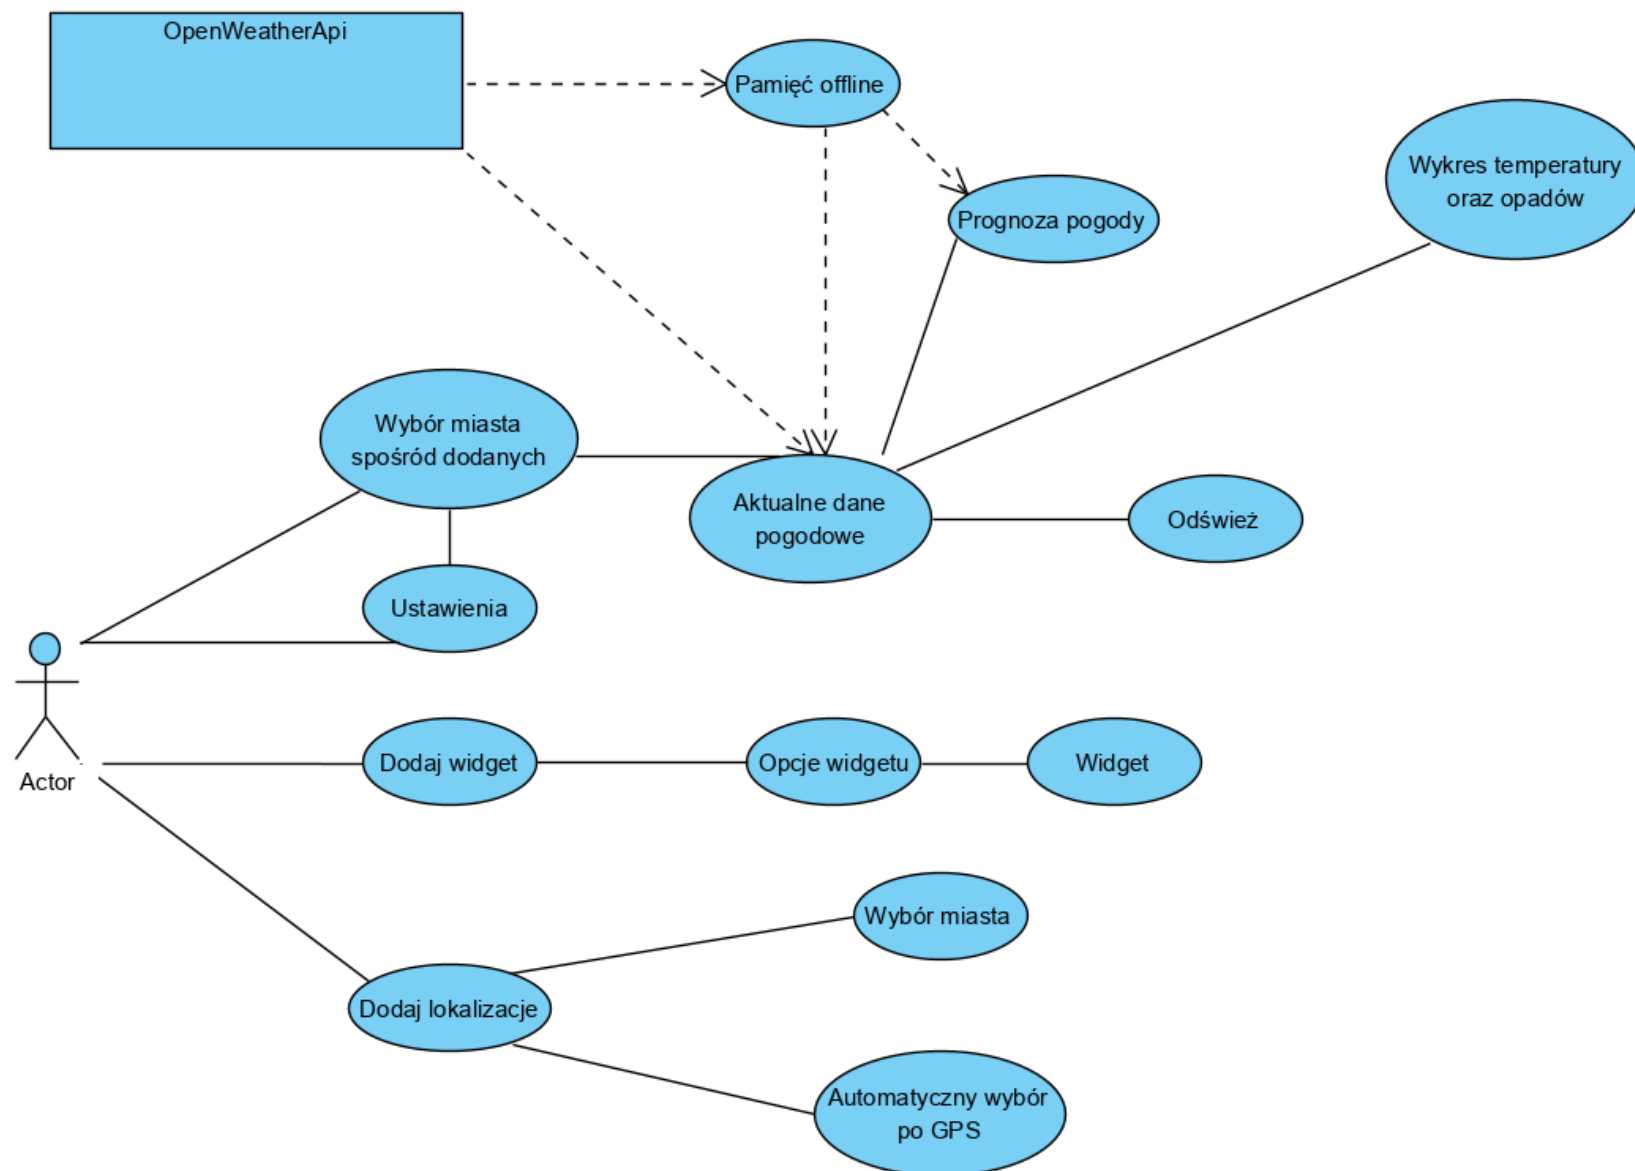 OpenWeatherApi
Pamięć offline
Wykres temperatury
oraz opadów
Prognoza pogody
Wybór miasta
spośród dodanych
Aktualne dane
pogodowe
Odśwież
Ustawienia
Actor
Dodaj widget
Opcje widgetu
Widget
Wybór miasta
Dodaj lokalizacje
Automatyczny wybór
po GPS